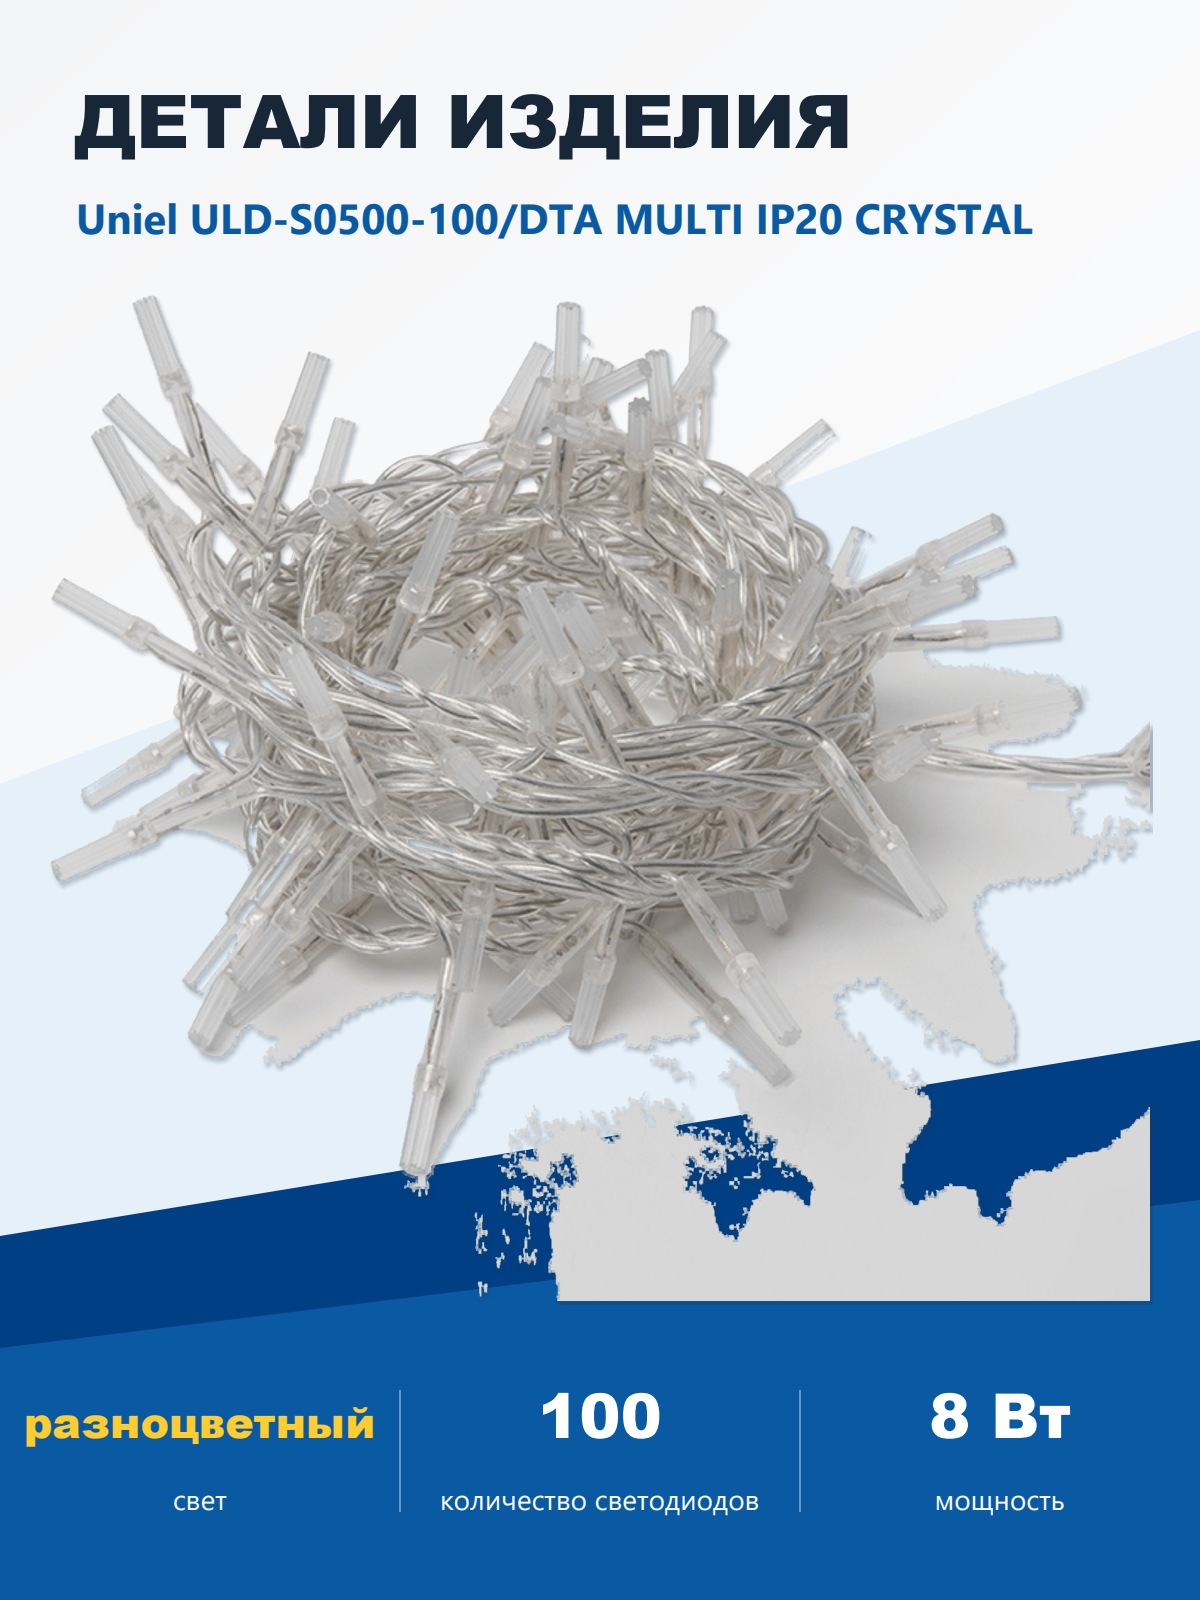 ДЕТАЛИ ИЗДЕЛИЯ
Uniel ULD-S0500-100/DTA MULTI IP20 CRYSTAL
разноцветный
свет
100
количество светодиодов
8 Вт
мощность